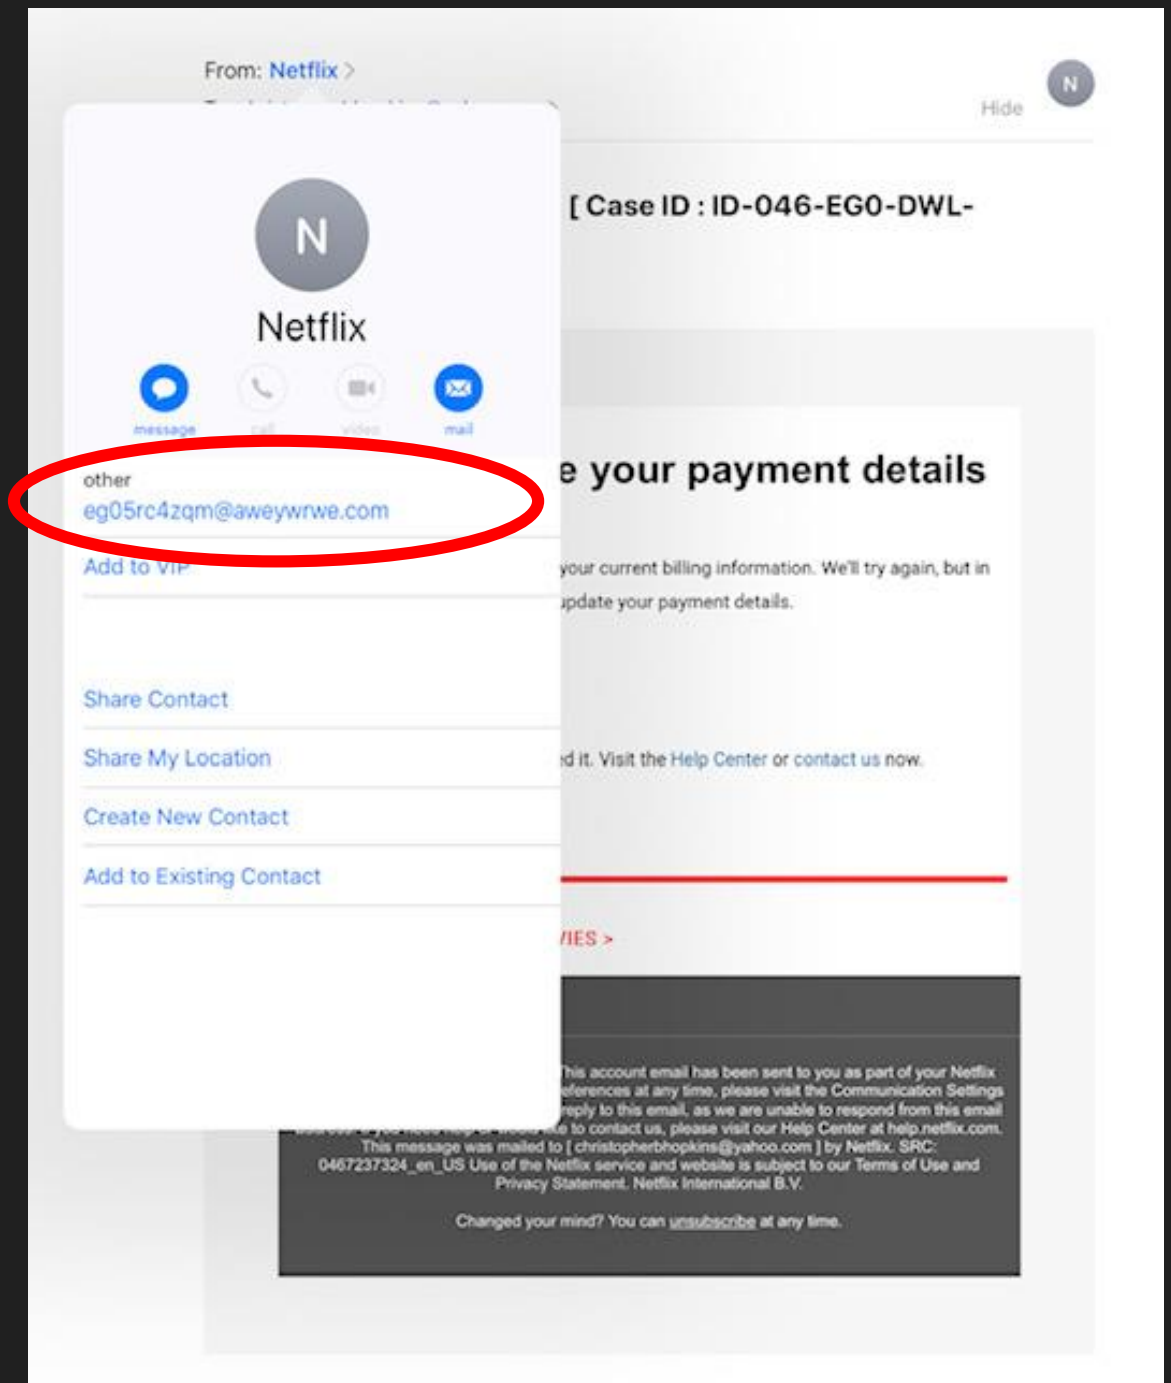 From: Netflix >
Hide
N
[ Case ID : ID-046-EG0-DWL-
N
Netflix
message
call
video
mail
e your payment details
other
eg05rc4zqm@aweywrwe.com
Add to VIP
your current billing information. We'll try again, but in
update your payment details.
Share Contact
Share My Location
ed it. Visit the Help Center or contact us now.
Create New Contact
Add to Existing Contact
VIES >
This account email has been sent to you as part of your Netflix
at any time, please visit the Communication Settings
reply to this email, as we are unable to respond from this email
to contact us, please visit our Help Center at help.netflix.com.
This message was mailed to [ christopherbhopkins@yahoo.com ] by Netflix. SRC:
0467237324_en_US Use of the Netflix service and website is subject to our Terms of Use and
Privacy Statement. Netflix International B.V.
Changed your mind? You can unsubscribe at any time.